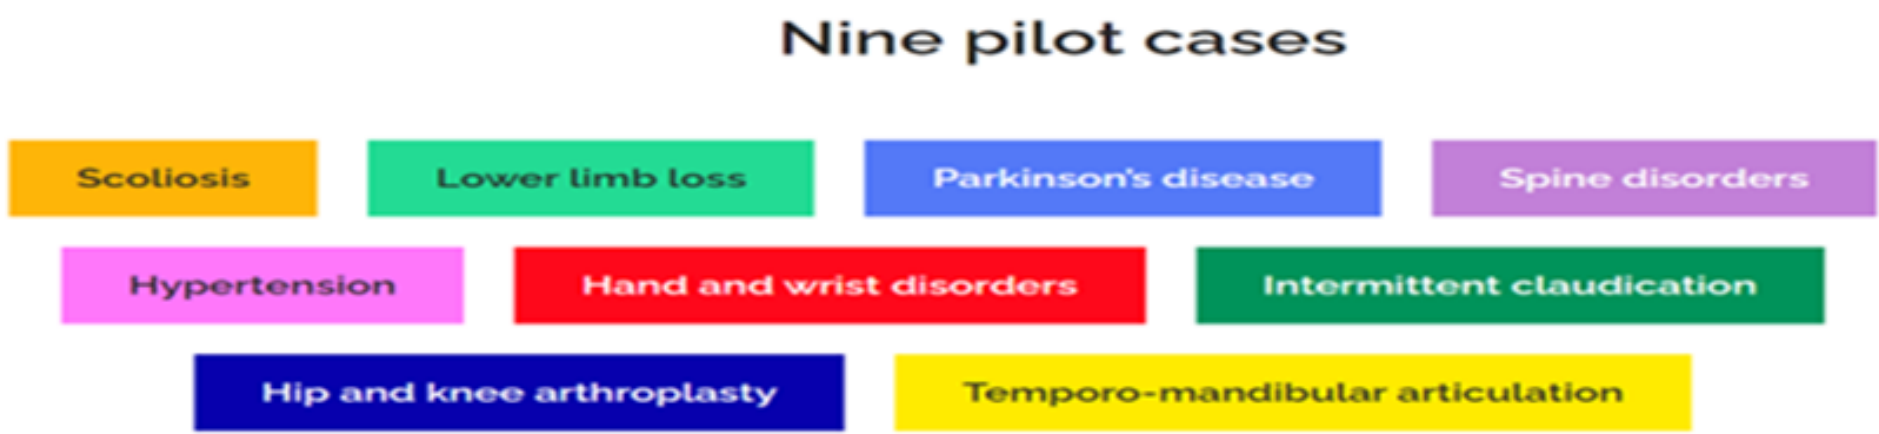 Nine pilot cases
Scoliosis
Lower limb loss
Parkinson's disease
Spine disorders
Hypertension
Hand and wrist disorders
Intermittent claudication
Hip and knee arthroplasty
Temporo-mandibular articulation